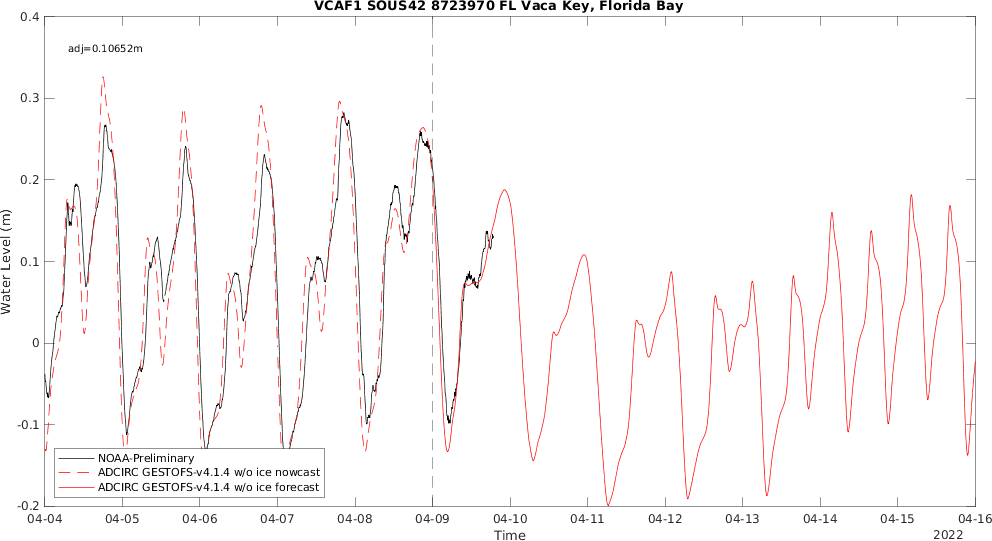 VCAF1 SOUS42 8723970 FL Vaca Key, Florida Bay
adj=0.10652m
0.4
0.3
0.2
0.1
0
-0.1
-0.2
Water Level (m)
NOAA-Preliminary
ADCIRC GESTOFS-v4.1.4 w/o ice nowcast
ADCIRC GESTOFS-v4.1.4 w/o ice forecast
04-04 04-05 04-06 04-07 04-08 04-09 04-10 04-11 04-12 04-13 04-14 04-15 04-16
Time
2022